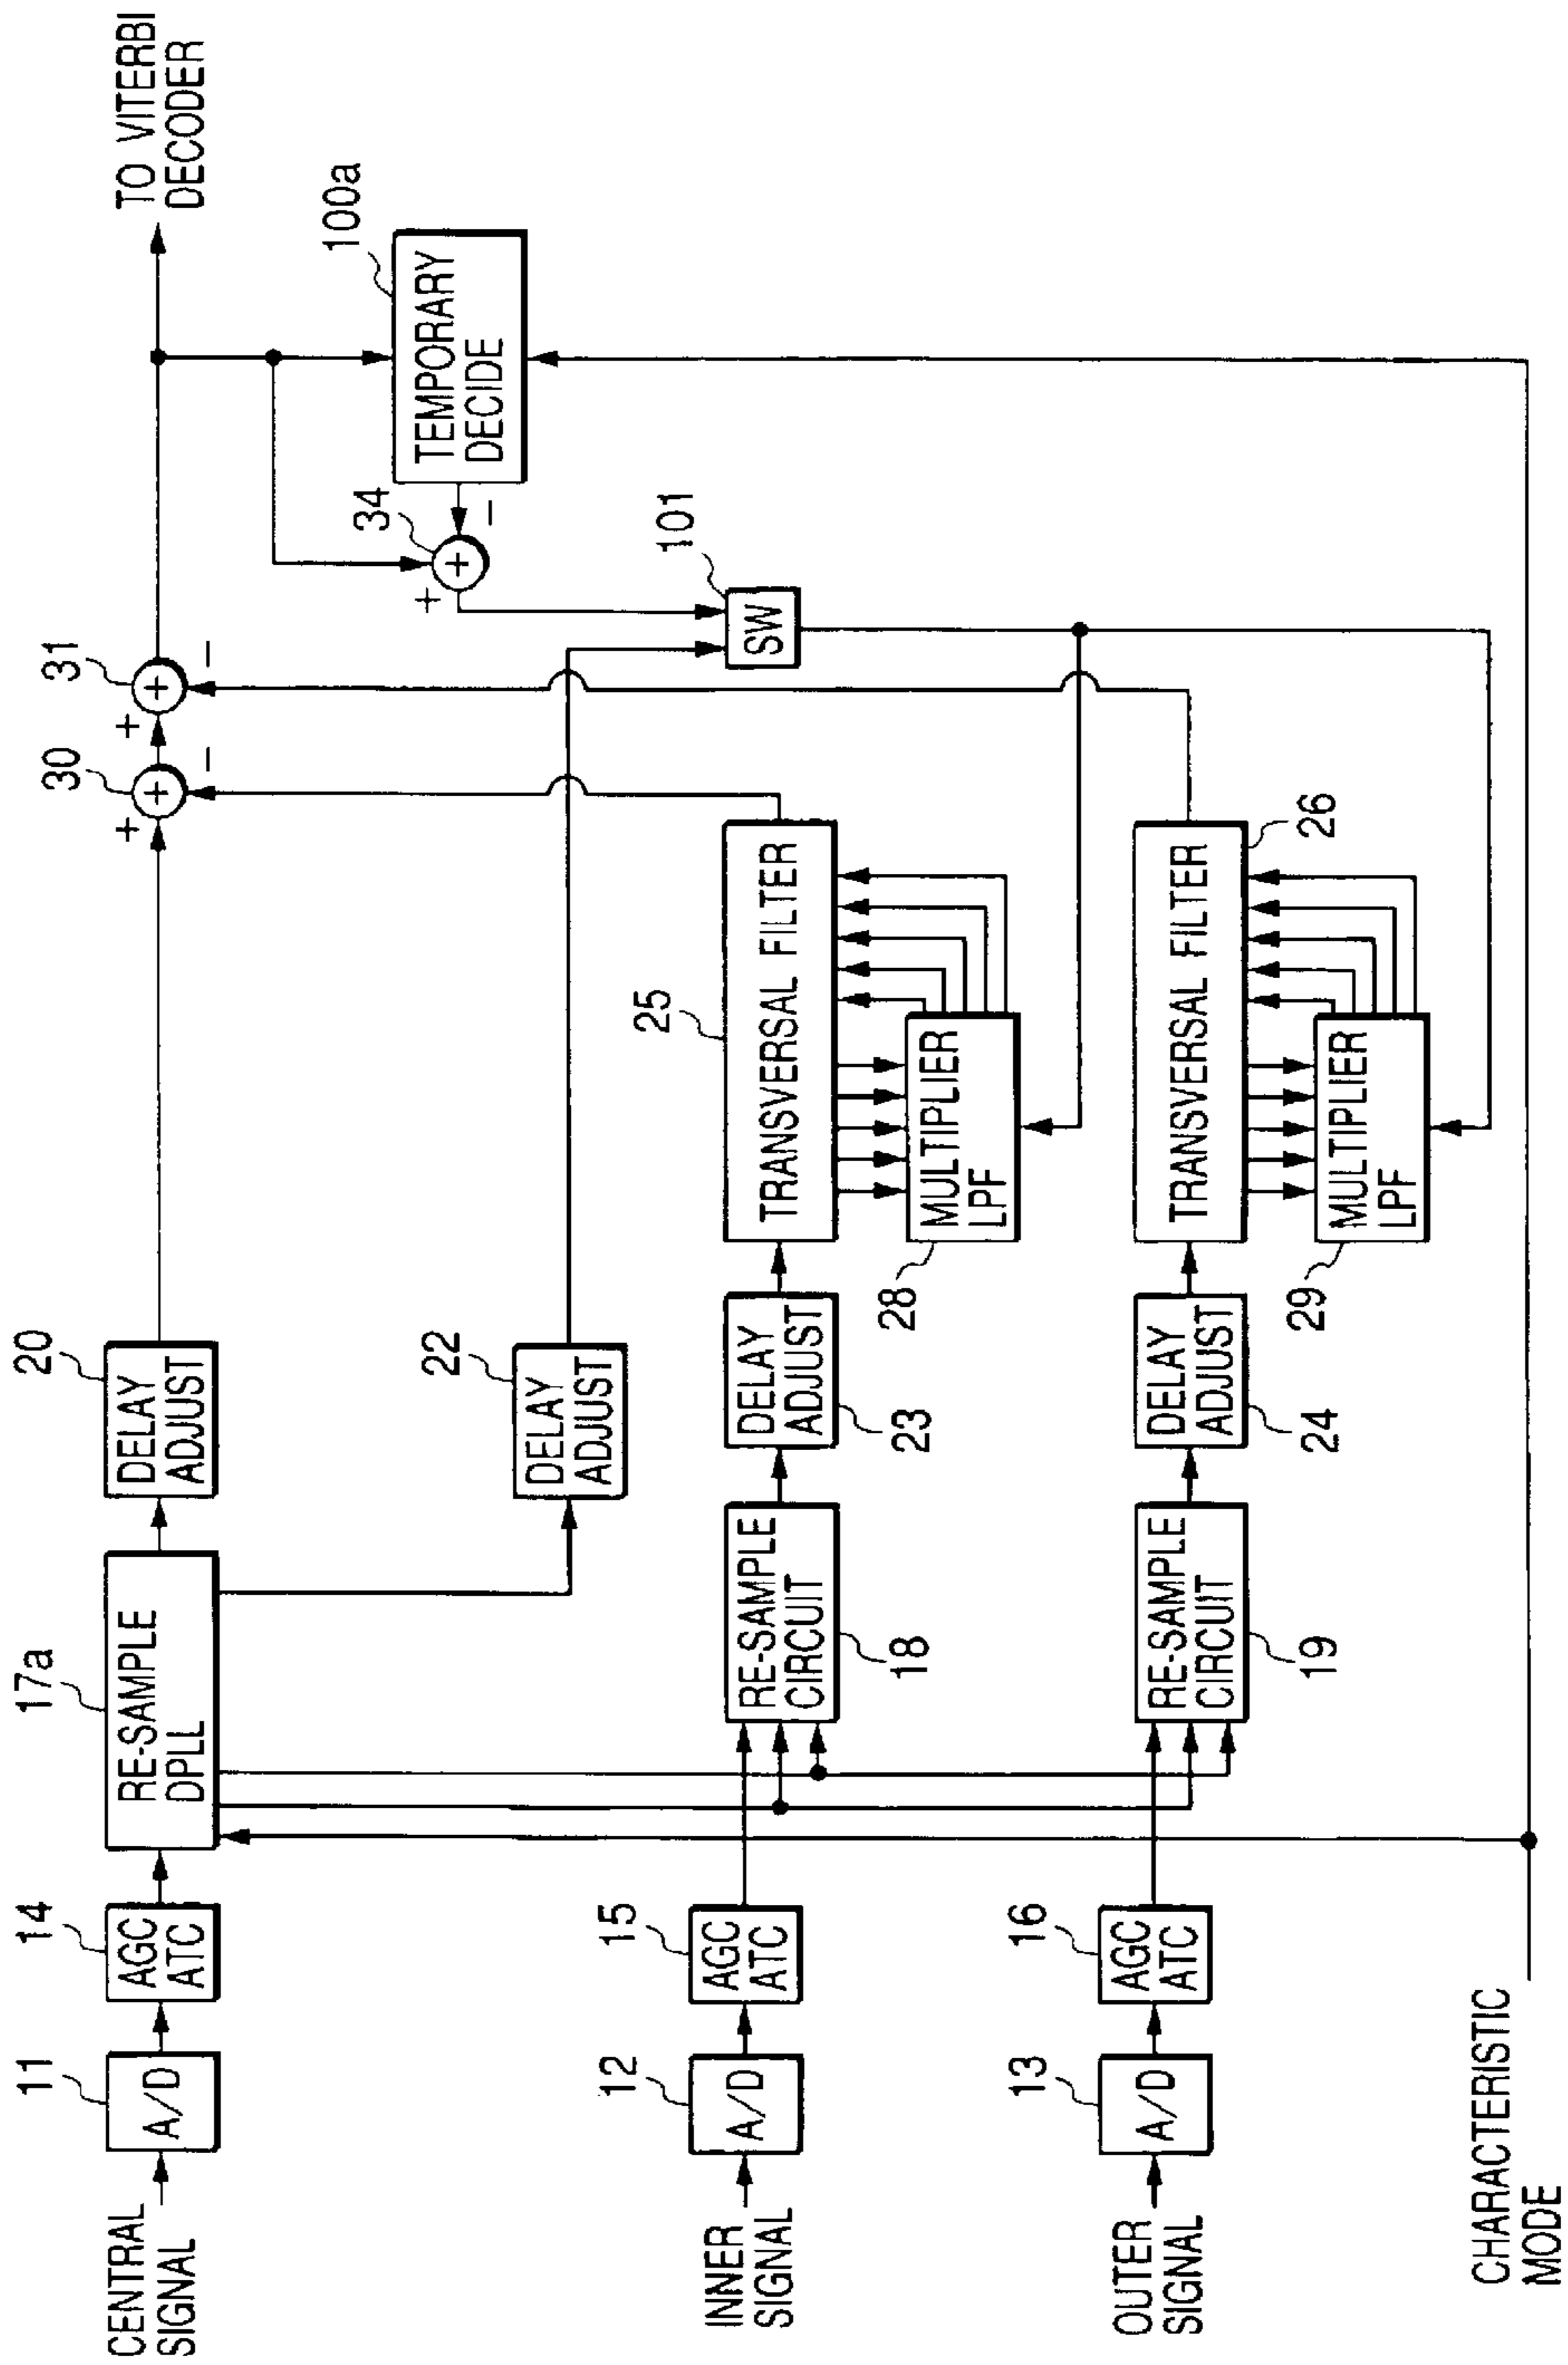 CENTRAL
SIGNAL
11
A/D
14
AGC
ATC
17a
RE-SAMPLE
DPLL
20
DELAY
ADJUST
30
+
+
−
31
+
+
−
TO VITERBI
DECODER
22
DELAY
ADJUST
34
+
+
−
100a
TEMPORARY
DECIDE
101
SW
INNER
SIGNAL
12
A/D
15
AGC
ATC
RE-SAMPLE
CIRCUIT
18
DELAY
ADJUST
23
25
TRANSVERSAL FILTER
MULTIPLIER
LPF
28
OUTER
SIGNAL
13
A/D
16
AGC
ATC
RE-SAMPLE
CIRCUIT
19
DELAY
ADJUST
24
TRANSVERSAL FILTER
26
MULTIPLIER
LPF
29
CHARACTERISTIC
MODE